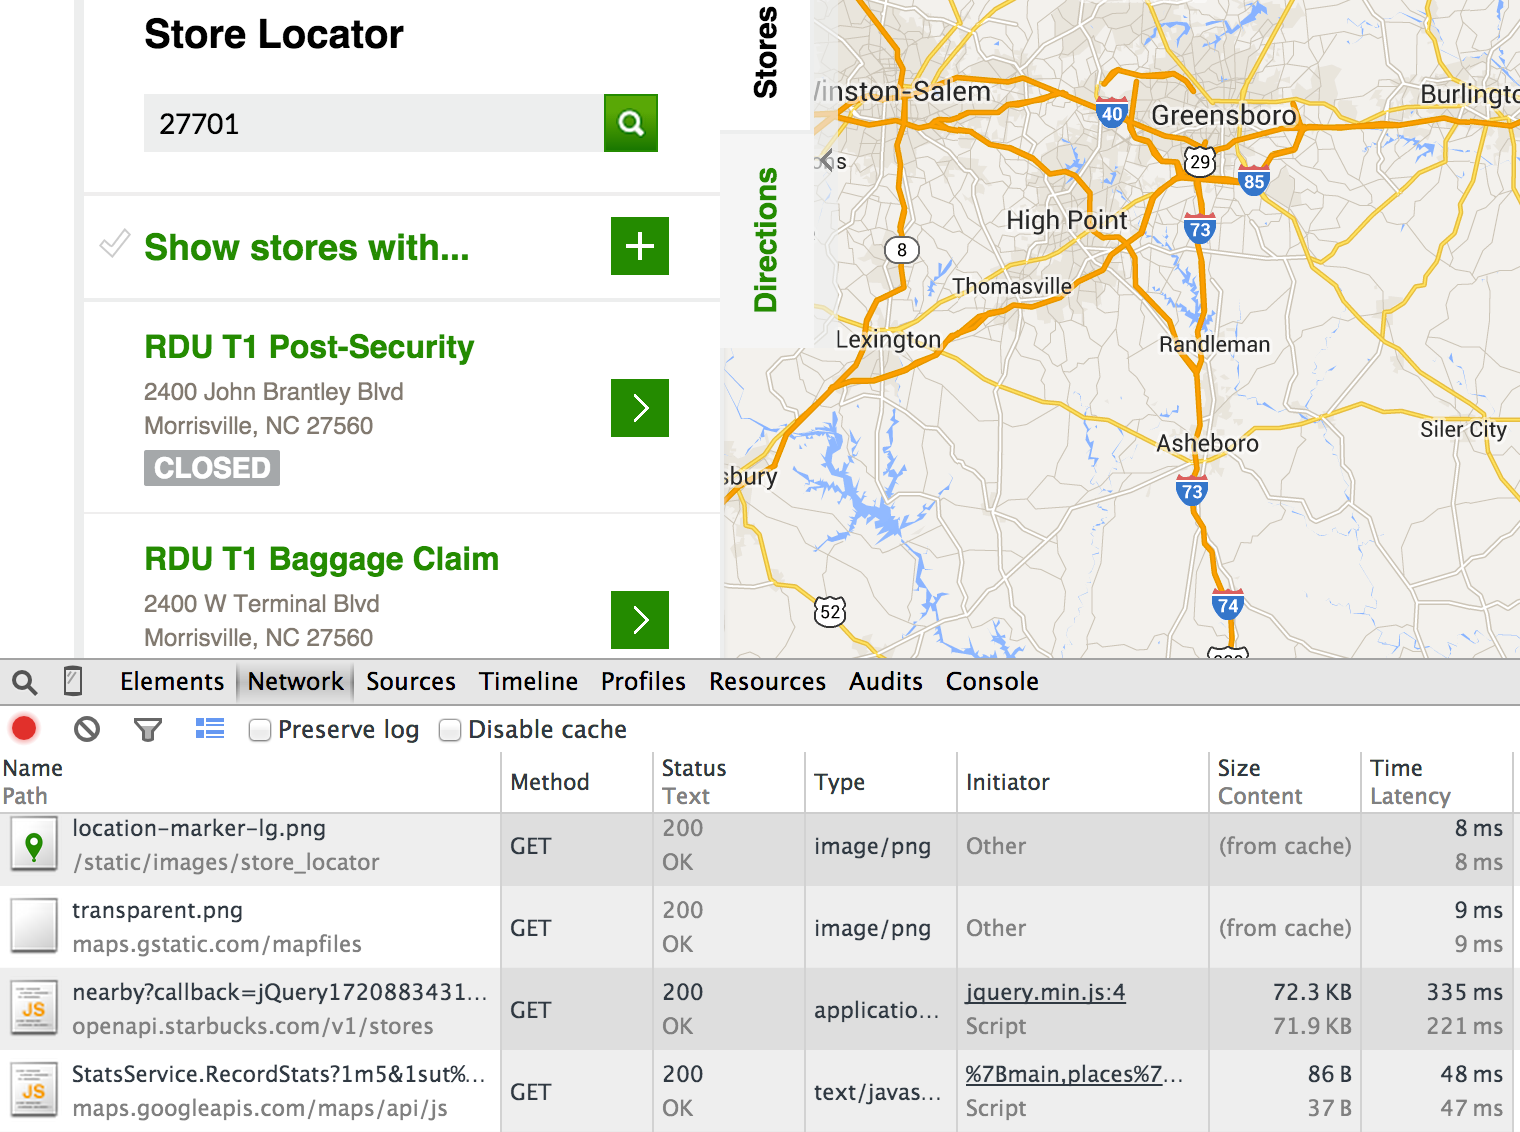 Store Locator
27701
Show stores with...
RDU T1 Post-Security
2400 John Brantley Blvd
Morrisville, NC 27560
CLOSED
RDU T1 Baggage Claim
2400 W Terminal Blvd
Morrisville, NC 27560
Stores
Directions
inston-Salem
40
Greensboro
Burlingto
29
85
High Point
73
8
Thomasville
Lexington
Randleman
Asheboro
Siler City
sbury
73
74
52
Elements Network Sources Timeline Profiles Resources Audits Console
Preserve log Disable cache
Name
Path
Method
Status
Text
Type
Initiator
Size
Content
Time
Latency
location-marker-lg.png
/static/images/store_locator
GET
200
OK
image/png
Other
(from cache)
8 ms
8 ms
transparent.png
maps.gstatic.com/mapfiles
GET
200
OK
image/png
Other
(from cache)
9 ms
9 ms
JS
nearby?callback=jQuery1720883431...
openapi.starbucks.com/v1/stores
GET
200
OK
applicatio...
jquery.min.js:4
Script
72.3 KB
71.9 KB
335 ms
221 ms
JS
StatsService.RecordStats?1m5&1sut%...
maps.googleapis.com/maps/api/js
GET
200
OK
text/javas...
%7Bmain,places%7...
Script
86 B
37 B
48 ms
47 ms